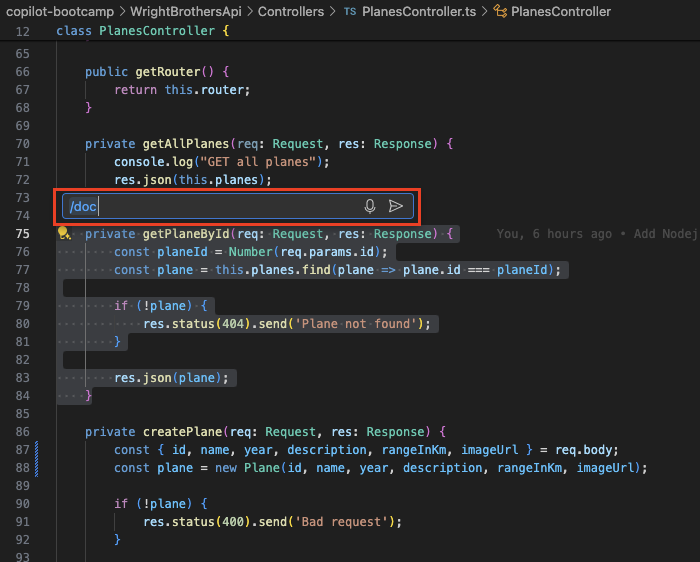 copilot-bootcamp > WrightBrothersApi > Controllers > TS PlanesController.ts > PlanesController
12 class PlanesController {
65
66 public getRouter() {
67 return this.router;
68 }
69
70 private getAllPlanes(req: Request, res: Response) {
71 console.log("GET all planes");
72 res.json(this.planes);
73
/doc
74
75 private getPlaneById(req: Request, res: Response) { You, 6 hours ago • Add Nodej
76 const planeId = Number(req.params.id);
77 const plane = this.planes.find(plane => plane.id === planeId);
78
79 if (!plane) {
80 res.status(404).send('Plane not found');
81 }
82
83 res.json(plane);
84 }
85
86 private createPlane(req: Request, res: Response) {
87 const { id, name, year, description, rangeInKm, imageUrl } = req.body;
88 const plane = new Plane(id, name, year, description, rangeInKm, imageUrl);
89
90 if (!plane) {
91 res.status(400).send('Bad request');
92 }
93